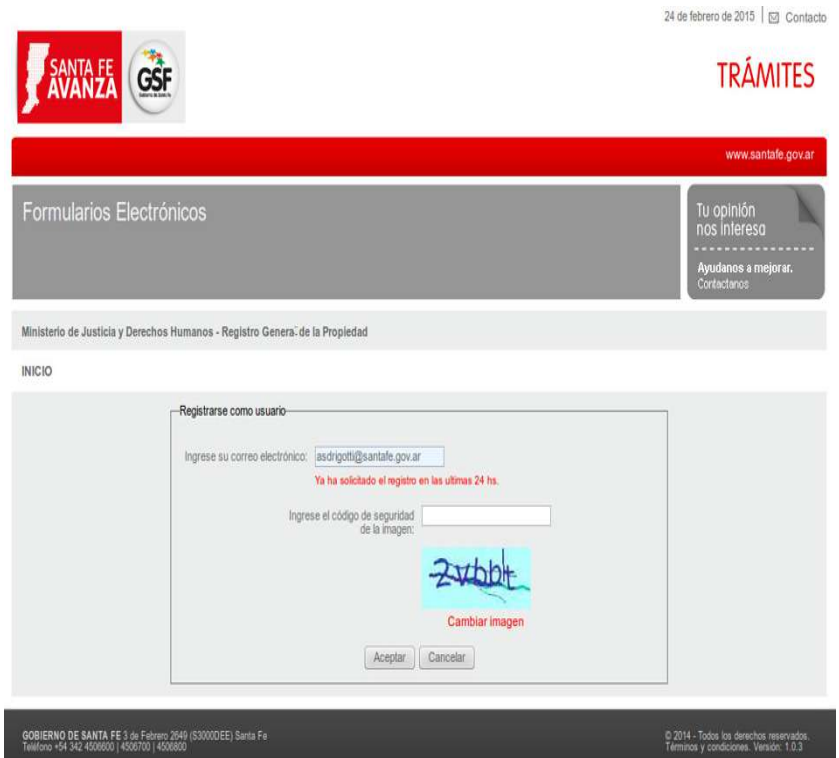 24 de febrero de 2015 | Contacto
SANTA FE
AVANZA
GSF
TRÁMITES
www.santafe.gov.ar
Formularios Electrónicos
Tu opinión
nos interesa
Ayudanos a mejorar.
Contactanos
Ministerio de Justicia y Derechos Humanos - Registro General de la Propiedad
INICIO
Registrarse como usuario
Ingrese su correo electrónico: asdrigotti@santafe.gov.ar
Ya ha solicitado el registro en las ultimas 24 hs.
Ingrese el código de seguridad
de la imagen:
zvbblt
Cambiar imagen
Aceptar Cancelar
GOBIERNO DE SANTA FE 3 de Febrero 2649 (S3000DEE) Santa Fe
Teléfono +54 342 4506600 | 4506700 | 4506800
© 2014 - Todos los derechos reservados.
Términos y condiciones. Versión: 1.0.3